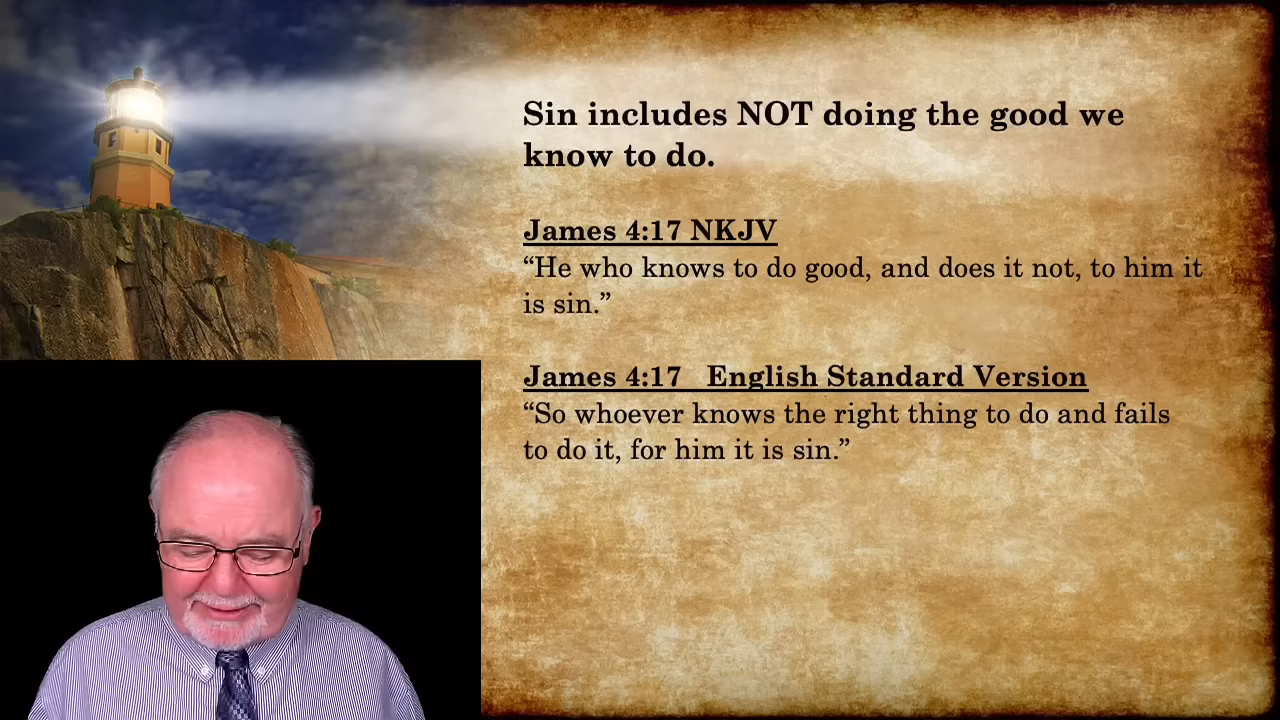 Sin includes NOT doing the good we
know to do.
James 4:17 NKJV
“He who knows to do good, and does it not, to him it
is sin.”
James 4:17   English Standard Version
“So whoever knows the right thing to do and fails
to do it, for him it is sin.”